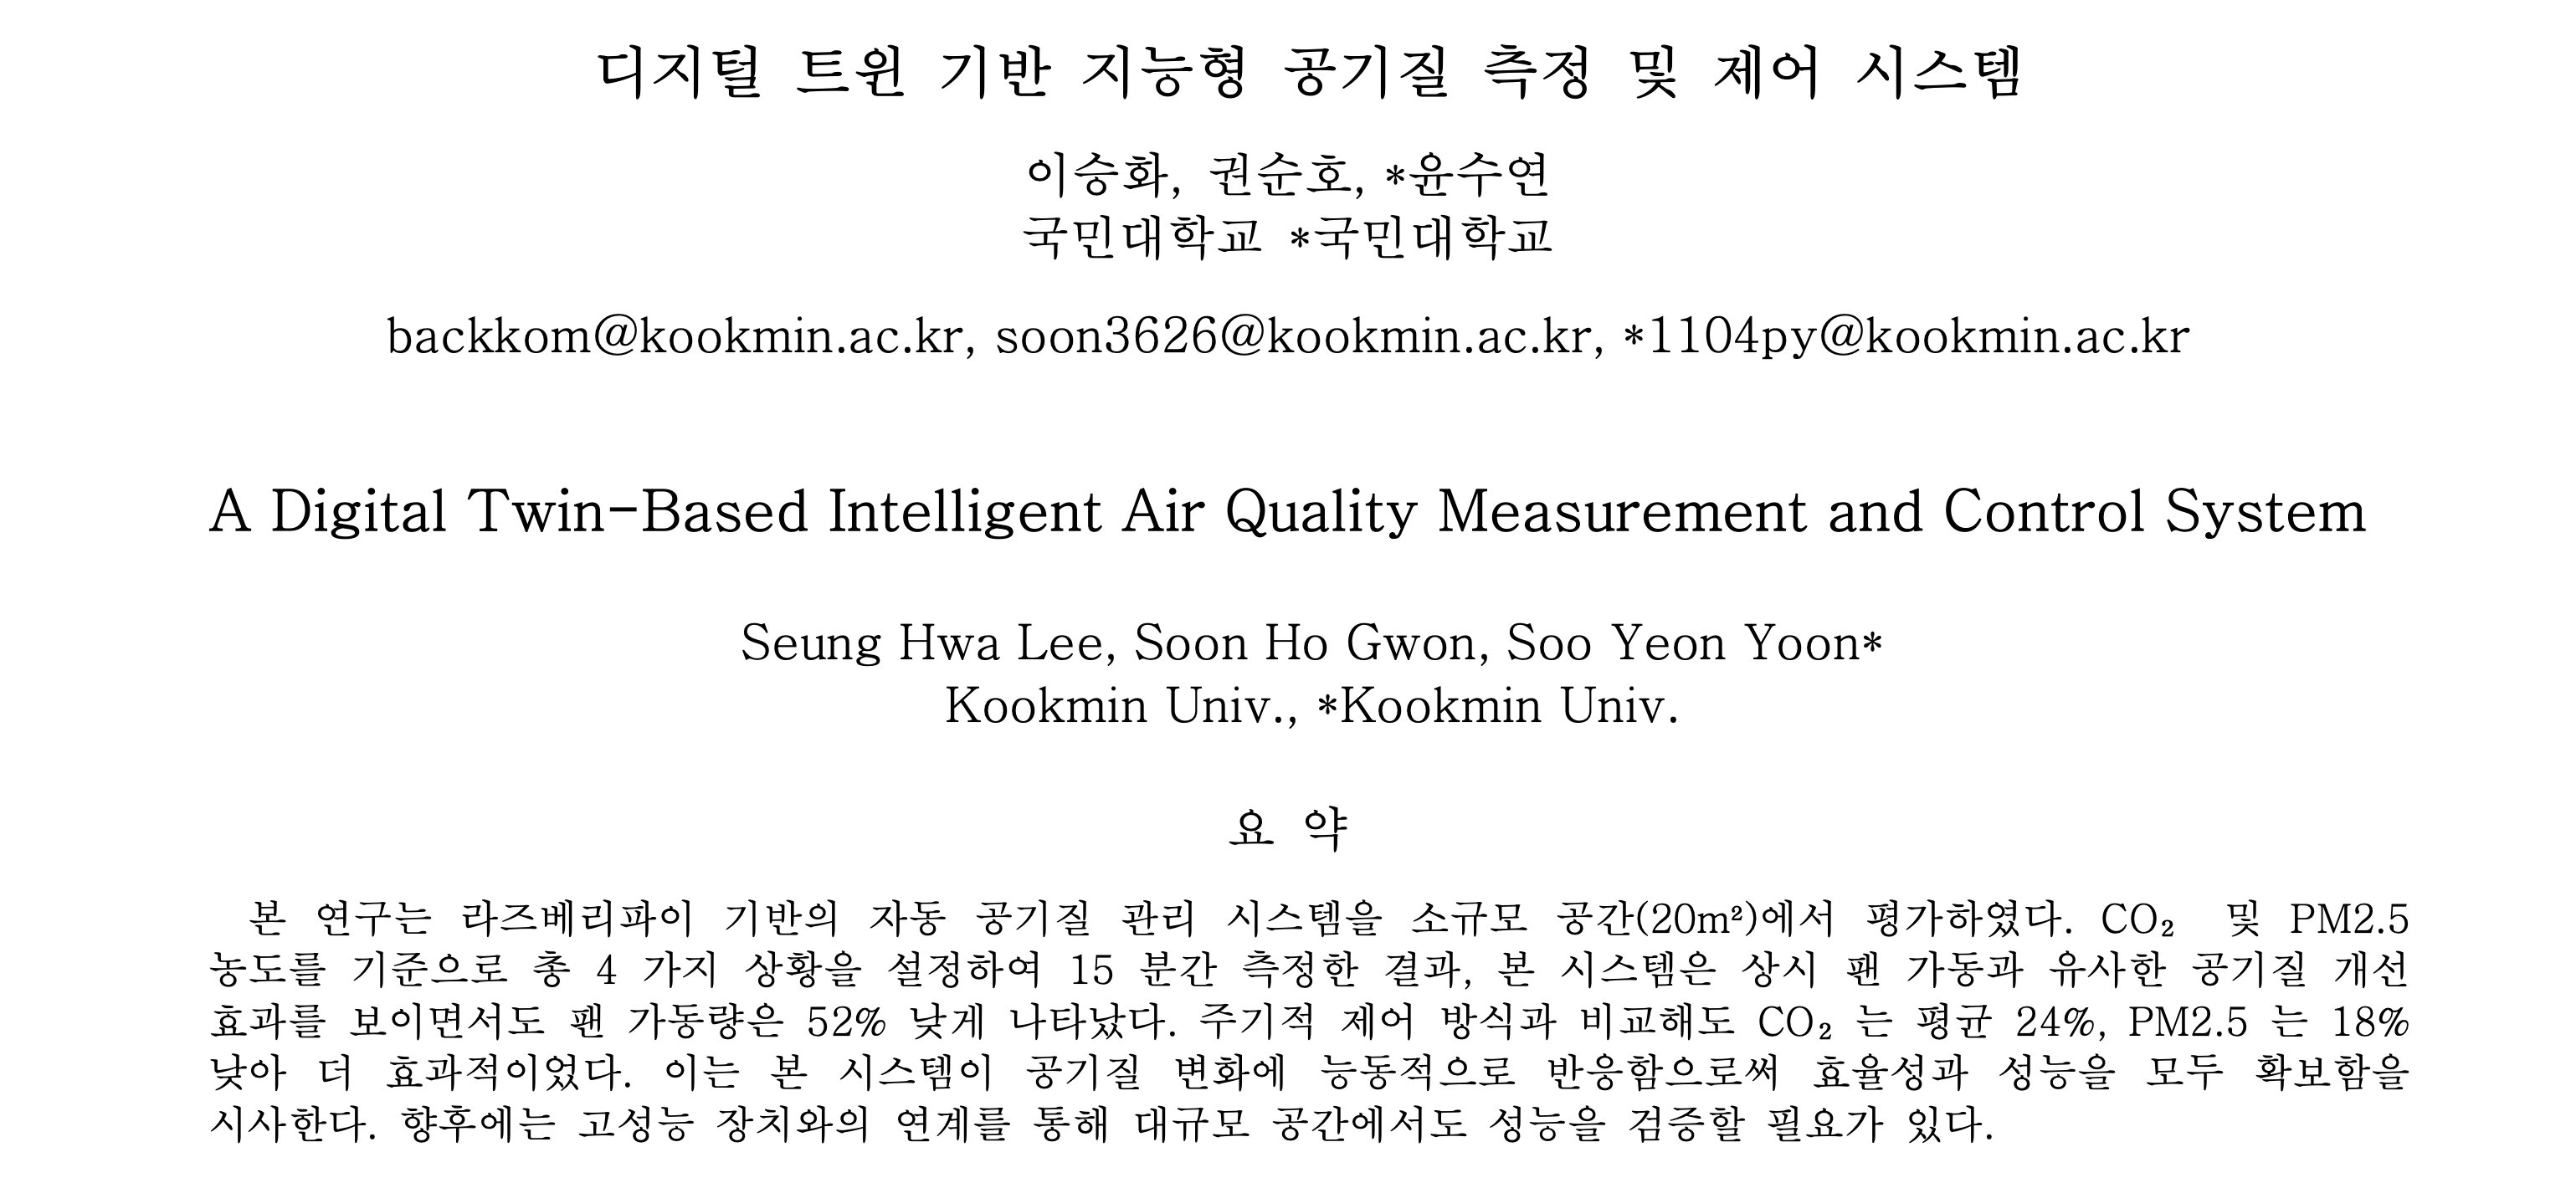 디지털 트윈 기반 지능형 공기질 측정 및 제어 시스템
이승화, 권순호, *윤수연
국민대학교 *국민대학교
backkom@kookmin.ac.kr, soon3626@kookmin.ac.kr, *1104py@kookmin.ac.kr
A Digital Twin-Based Intelligent Air Quality Measurement and Control System
Seung Hwa Lee, Soon Ho Gwon, Soo Yeon Yoon*
Kookmin Univ., *Kookmin Univ.
요 약
본 연구는 라즈베리파이 기반의 자동 공기질 관리 시스템을 소규모 공간(20m²)에서 평가하였다. CO₂ 및 PM2.5
농도를 기준으로 총 4 가지 상황을 설정하여 15 분간 측정한 결과, 본 시스템은 상시 팬 가동과 유사한 공기질 개선
효과를 보이면서도 팬 가동량은 52% 낮게 나타났다. 주기적 제어 방식과 비교해도 CO₂ 는 평균 24%, PM2.5 는 18%
낮아 더 효과적이었다. 이는 본 시스템이 공기질 변화에 능동적으로 반응함으로써 효율성과 성능을 모두 확보함을
시사한다. 향후에는 고성능 장치와의 연계를 통해 대규모 공간에서도 성능을 검증할 필요가 있다.